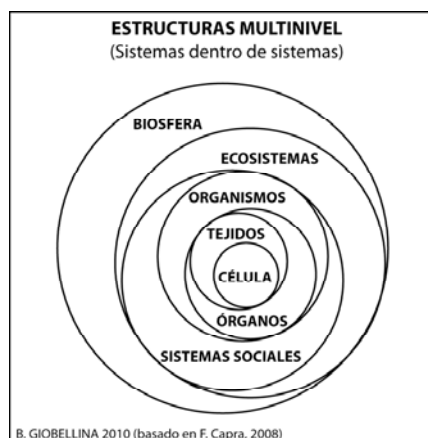 ESTRUCTURAS MULTINIVEL
(Sistemas dentro de sistemas)
BIOSFERA
ECOSISTEMAS
ORGANISMOS
TEJIDOS
CÉLULA
ÓRGANOS
SISTEMAS SOCIALES
B. GIOBELLINA 2010 (basado en F. Capra, 2008)